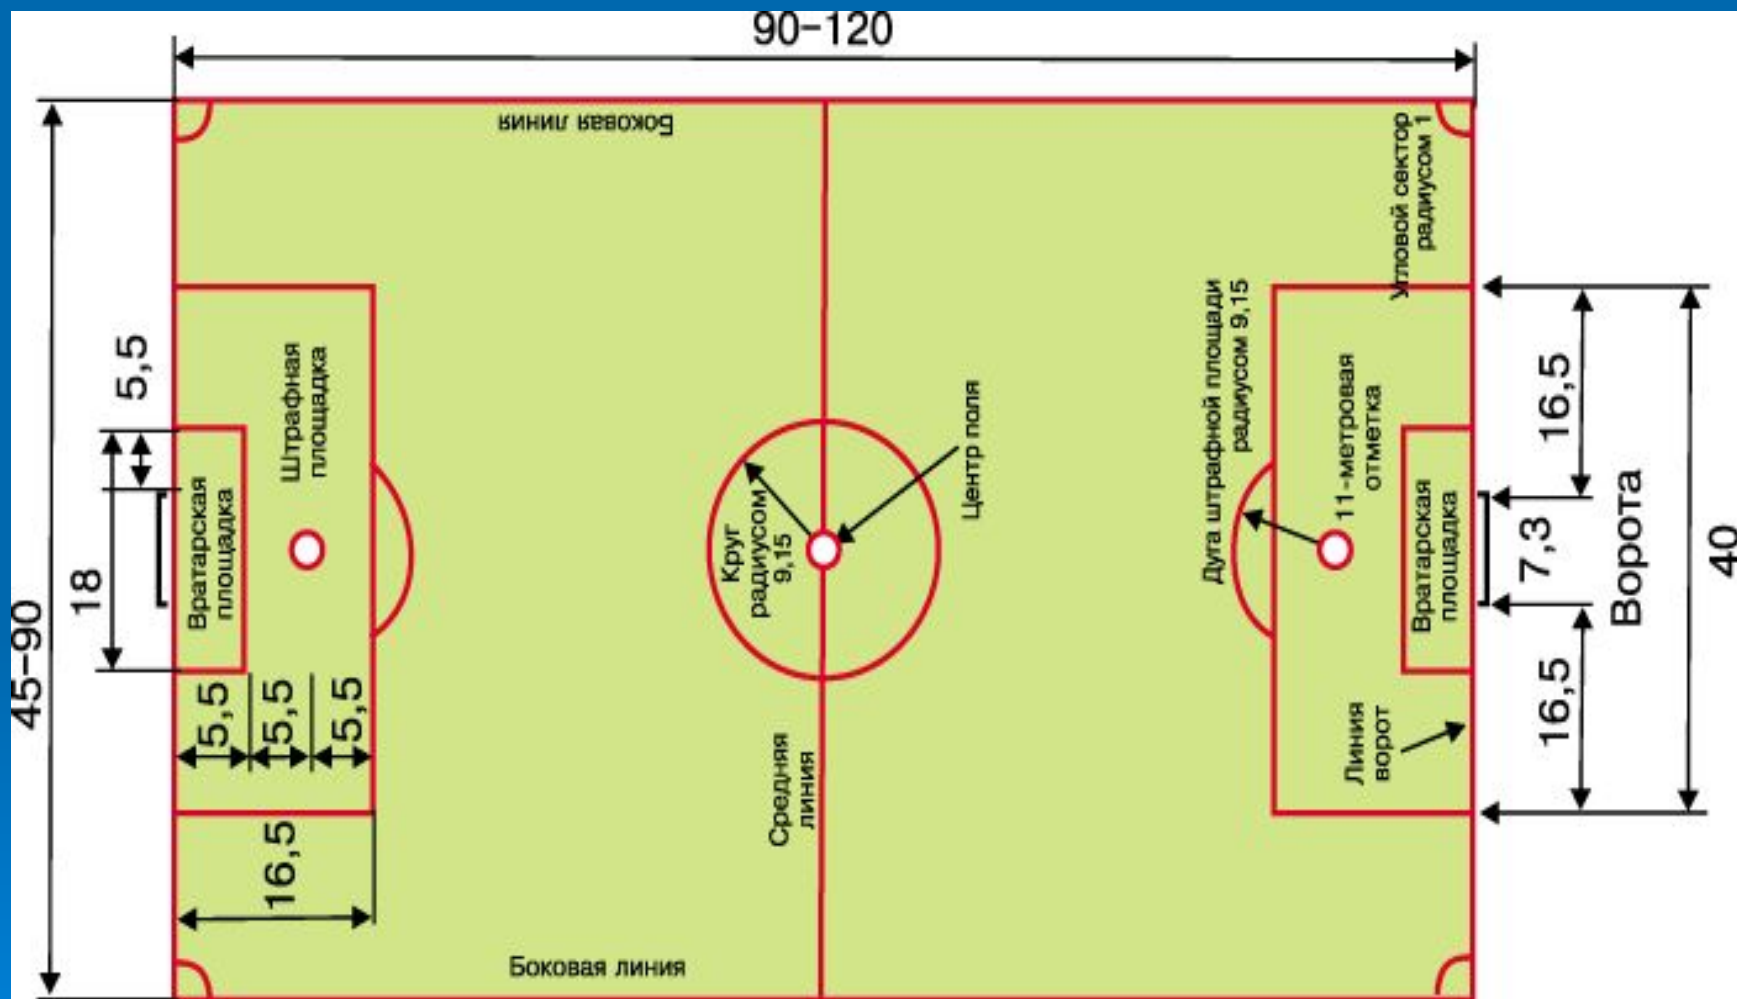 90-120
Боковая линия
Угловой сектор
радиусом 1
5,5
Штрафная
площадка
Вратарская
площадка
18
45-90
5,5
5,5
5,5
16,5
Круг
радиусом
9,15
Центр поля
Средняя
линия
Боковая линия
Дуга штрафной площади
радиусом 9,15
11-метровая
отметка
Вратарская
площадка
Линия
ворот
16,5
7,3
16,5
Ворота
40